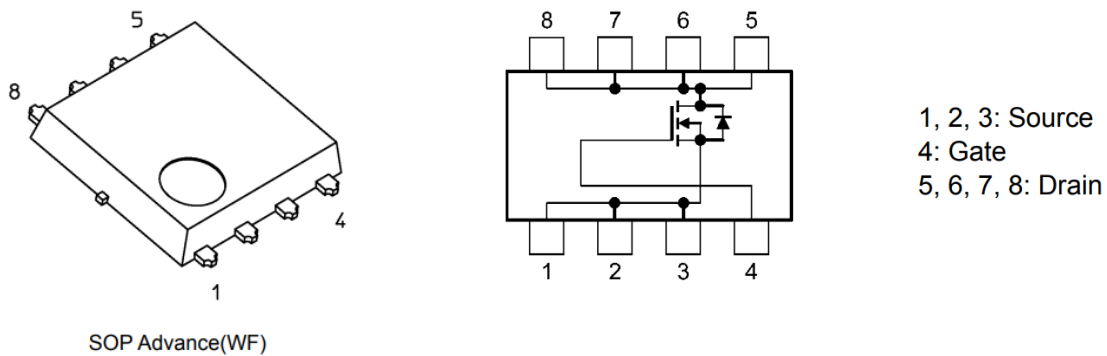 5
8
4
1
SOP Advance(WF)
8 7 6 5
1 2 3 4
1, 2, 3: Source
4: Gate
5, 6, 7, 8: Drain